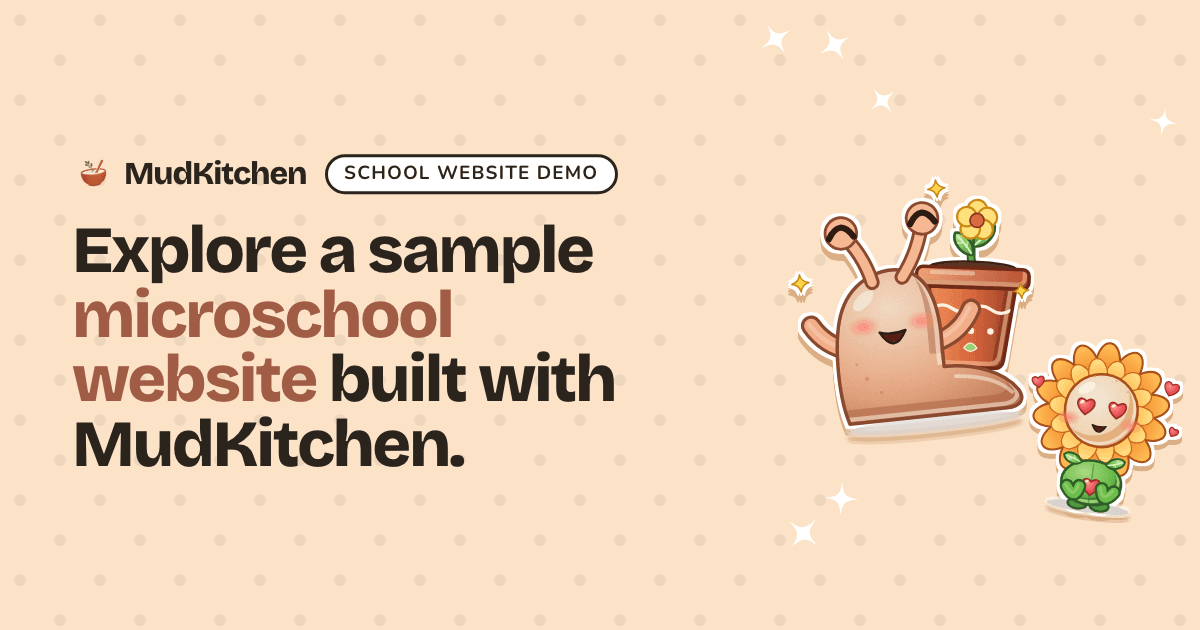 MudKitchen
SCHOOL WEBSITE DEMO
Explore a sample
microschool
website built with
MudKitchen.